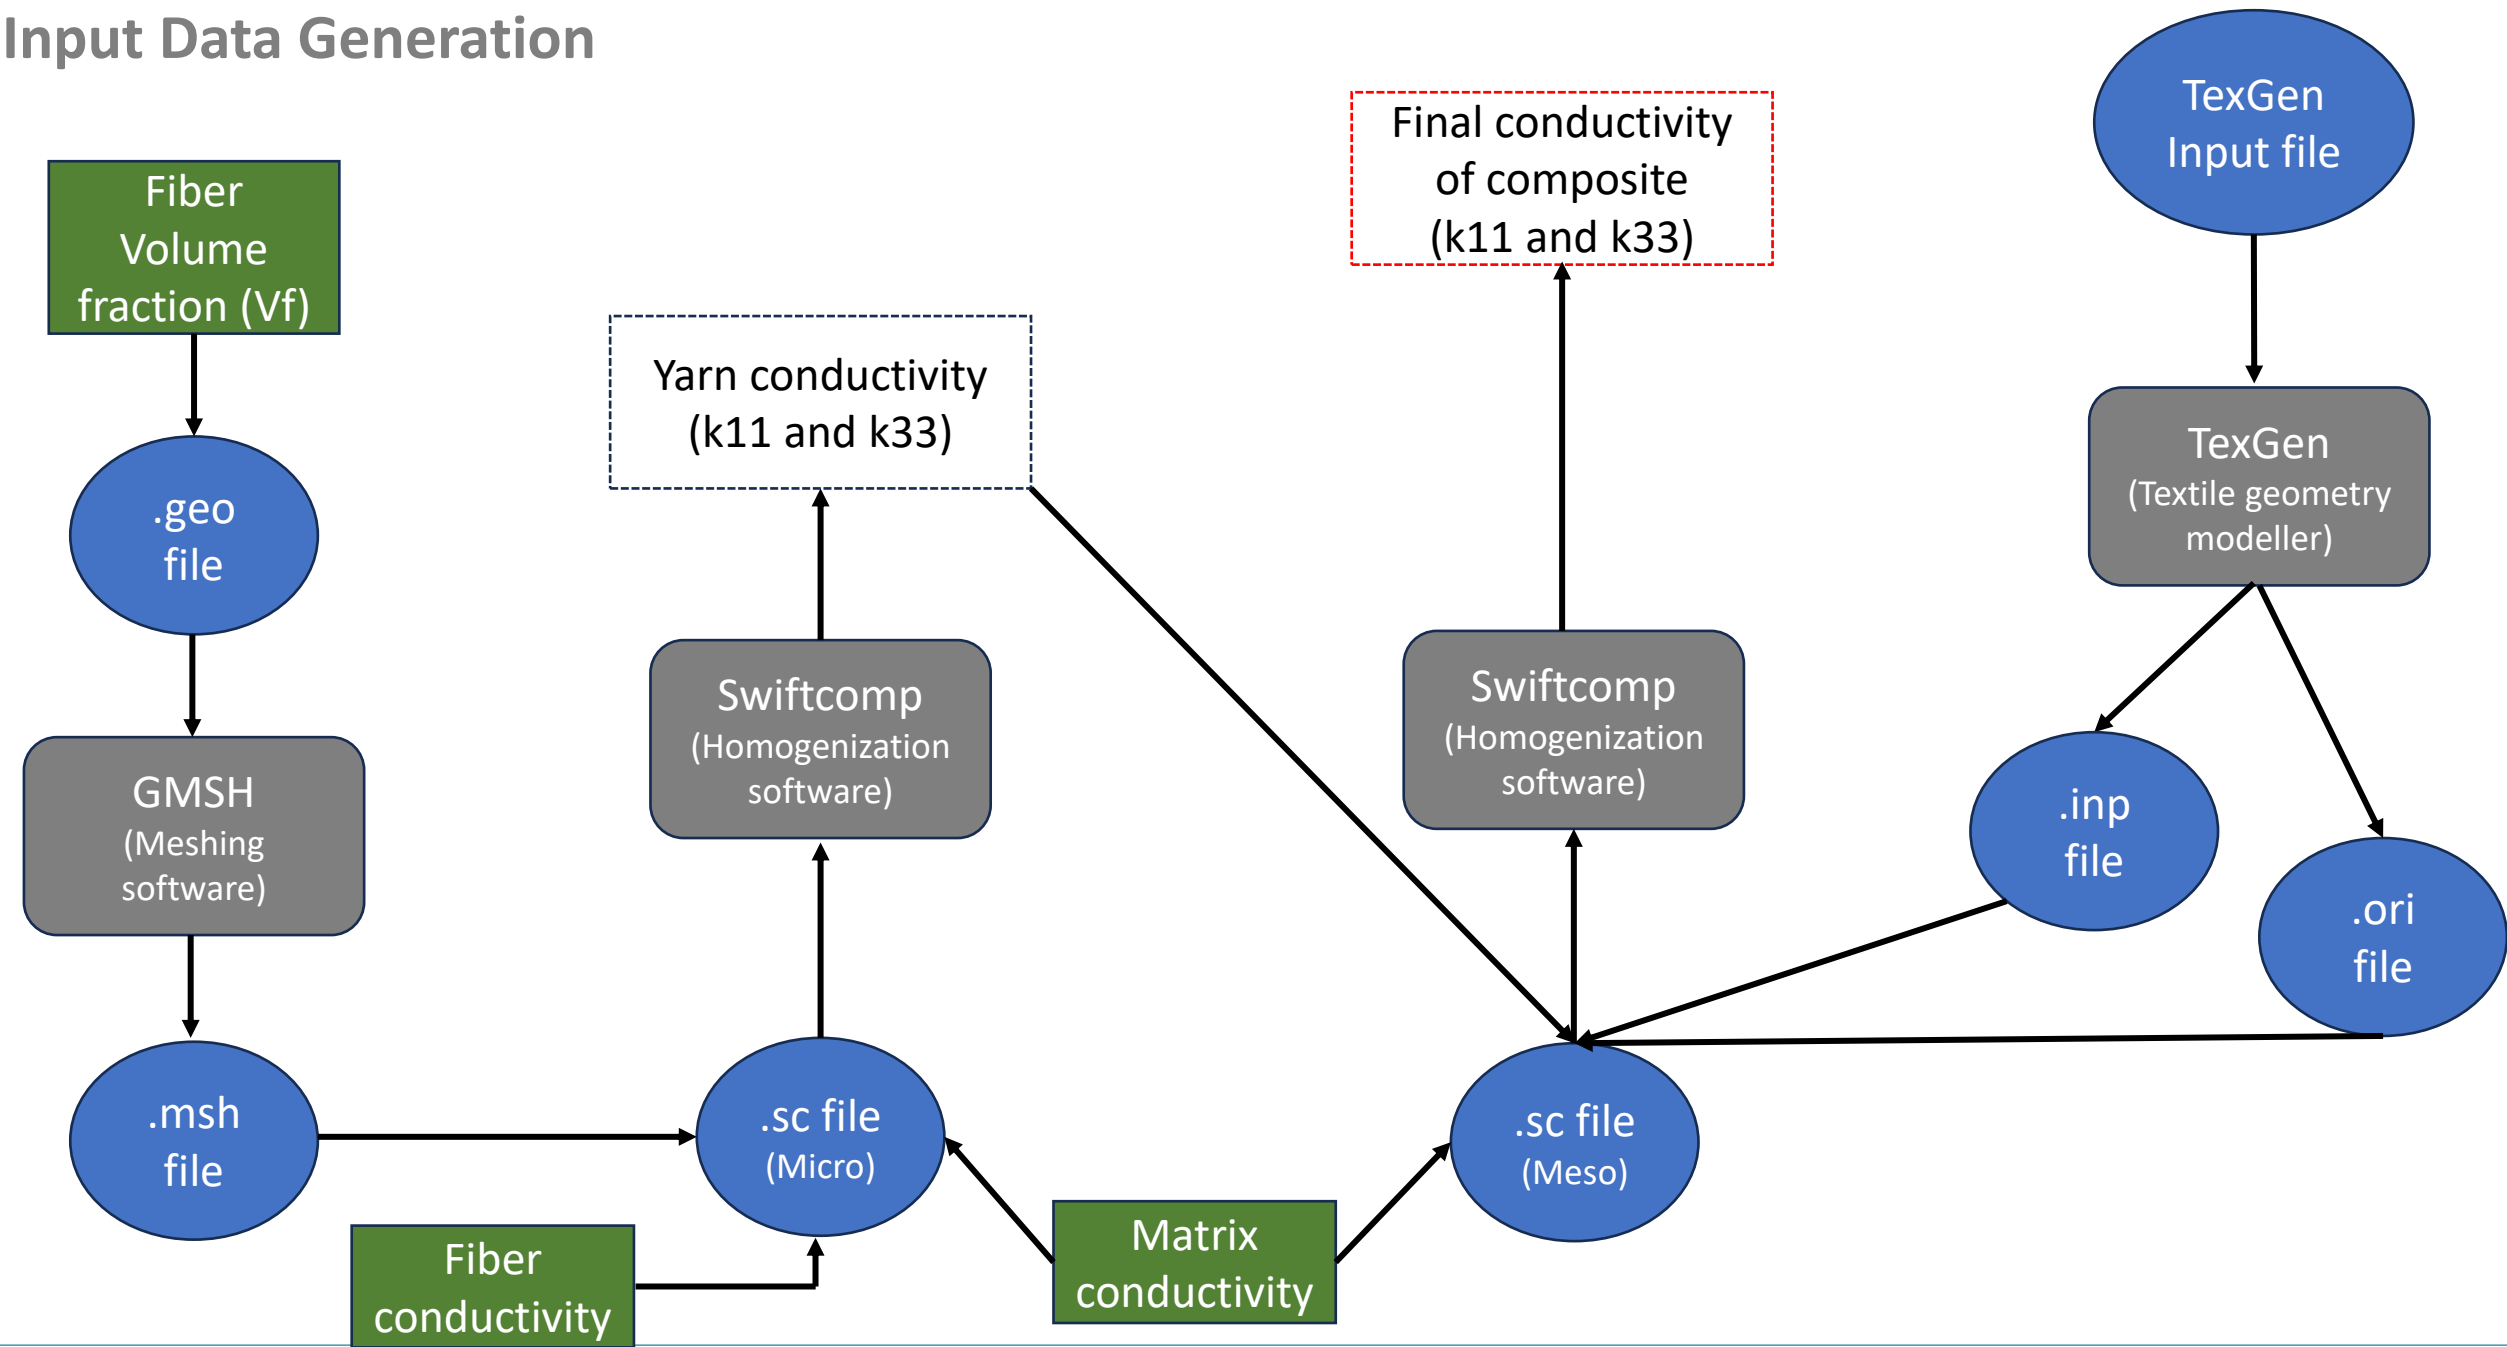 Input Data Generation
Fiber
Volume
fraction (Vf)
.geo
file
GMSH
(Meshing
software)
.msh
file
Fiber
conductivity
Yarn conductivity
(k11 and k33)
Swiftcomp
(Homogenization
software)
.sc file
(Micro)
Matrix
conductivity
Final conductivity
of composite
(k11 and k33)
Swiftcomp
(Homogenization
software)
.sc file
(Meso)
TexGen
Input file
TexGen
(Textile geometry
modeller)
.inp
file
.ori
file